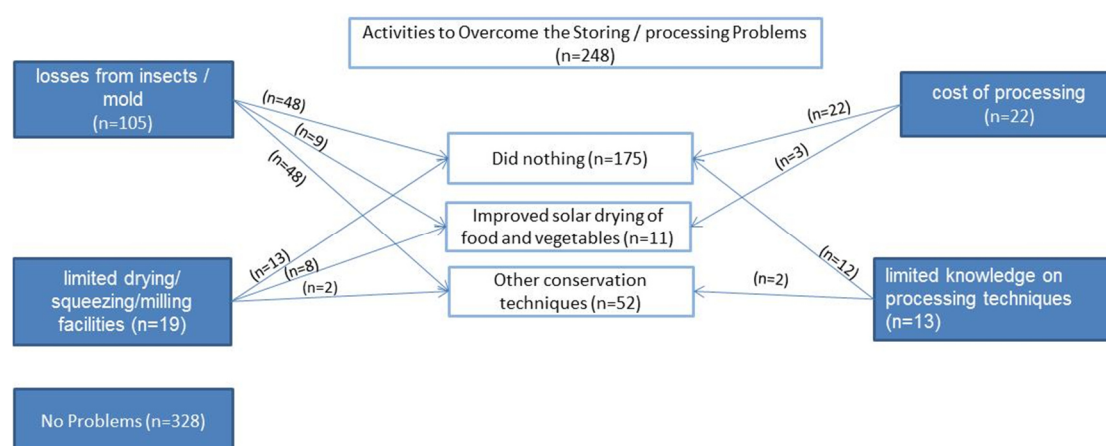 Activities to Overcome the Storing / processing Problems
(n=248)
losses from insects /
mold
(n=105)
cost of processing
(n=22)
(n=48)
(n=9)
(n=48)
(n=22)
(n=3)
Did nothing (n=175)
Improved solar drying of
food and vegetables (n=11)
Other conservation
techniques (n=52)
limited drying/
squeezing/milling
facilities (n=19)
(n=13)
(n=8)
(n=2)
(n=12)
(n=2)
limited knowledge on
processing techniques
(n=13)
No Problems (n=328)